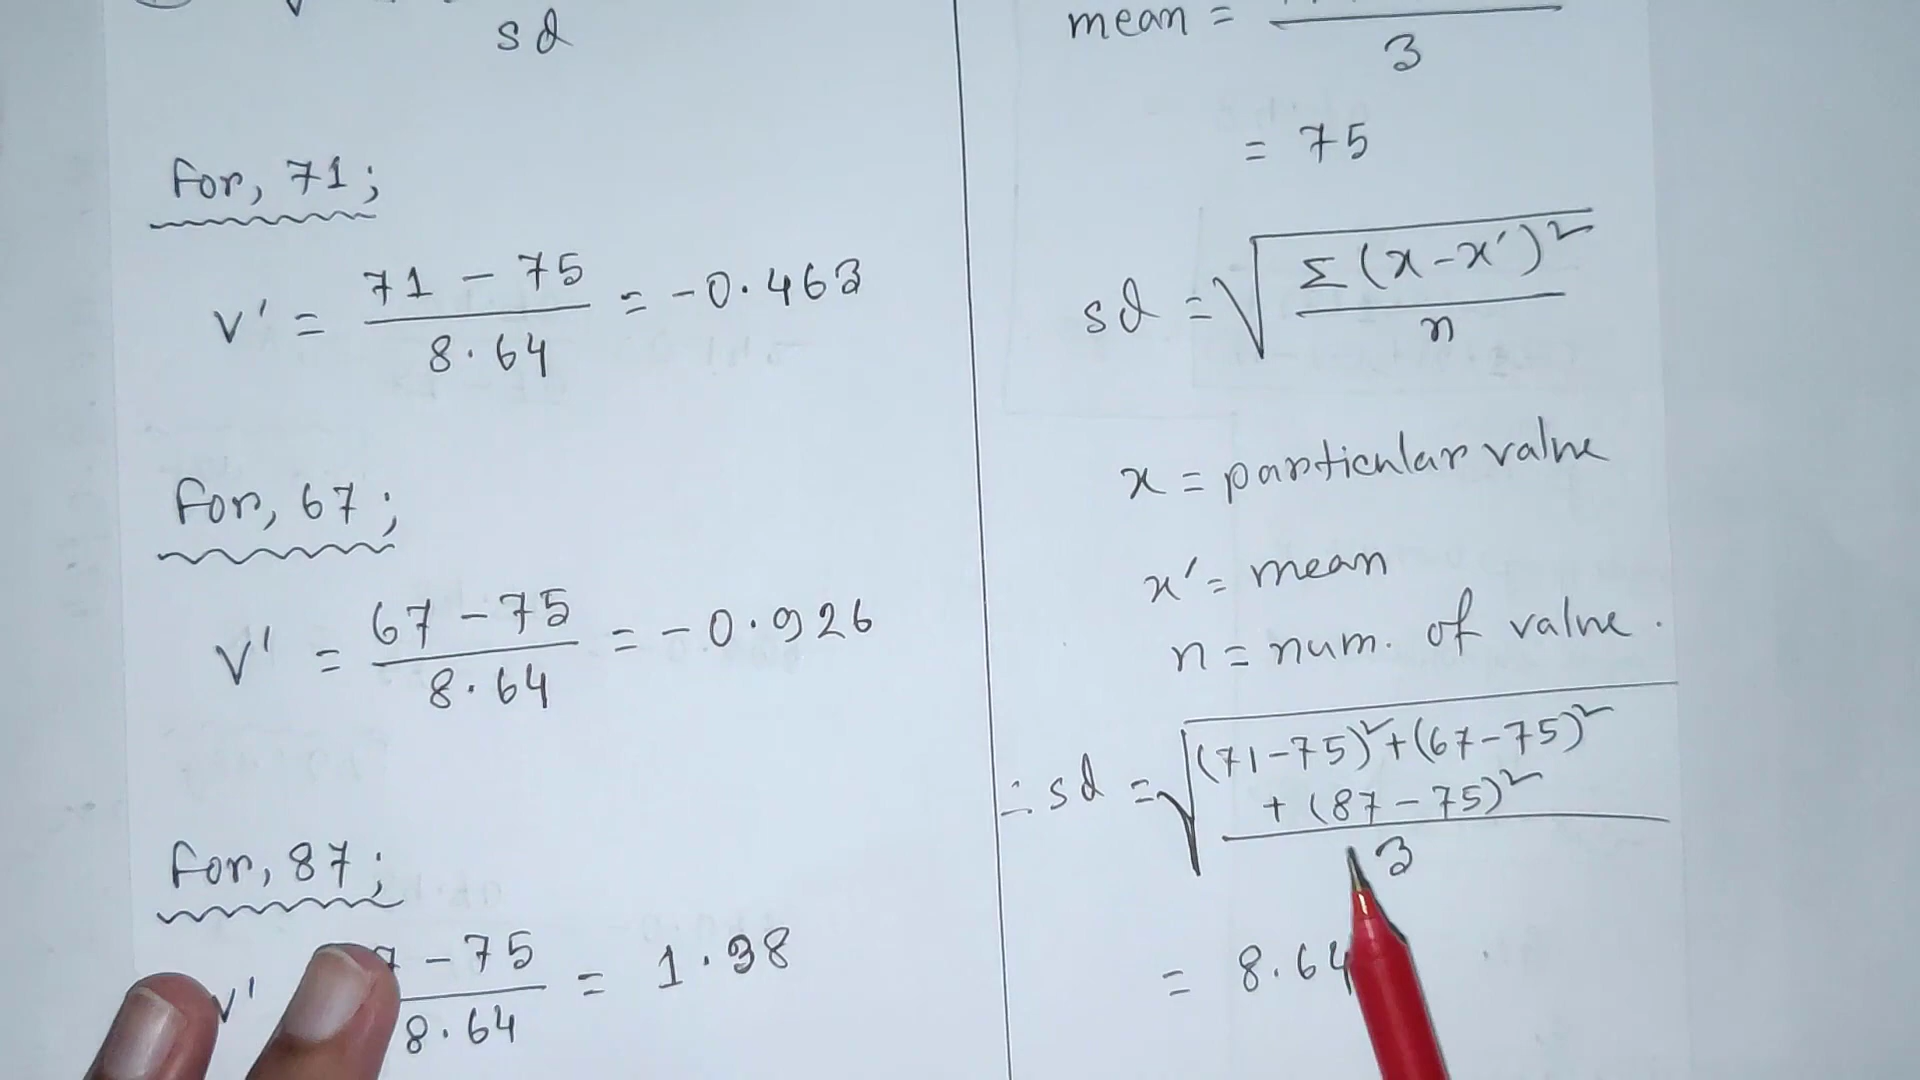 sd
For, 71;
v' = 71 - 75 / 8.64 = -0.463
For, 67;
v' = 67 - 75 / 8.64 = -0.926
For, 87;
v' - 75 / 8.64 = 1.38
mean = / 3
= 75
sd = √ Σ(x-x')² / n
x = particular value
x' = mean
n = num. of value.
∴ sd = √ (71-75)² + (67-75)²
+ (87-75)² / 3
= 8.64